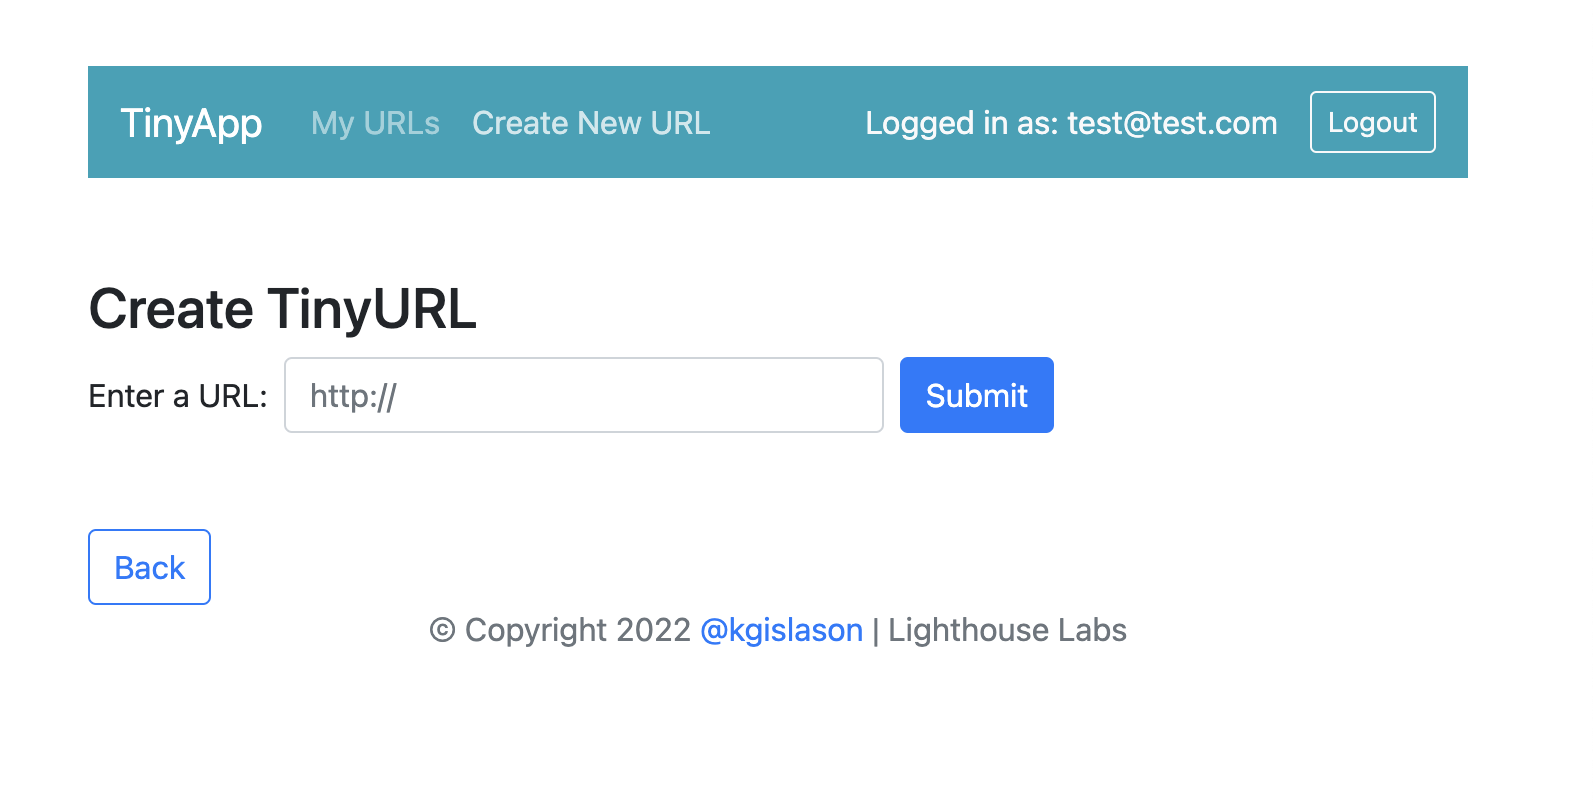 TinyApp My URLs Create New URL Logged in as: test@test.com Logout
Create TinyURL
Enter a URL: http:// Submit
Back
© Copyright 2022 @kgislason | Lighthouse Labs